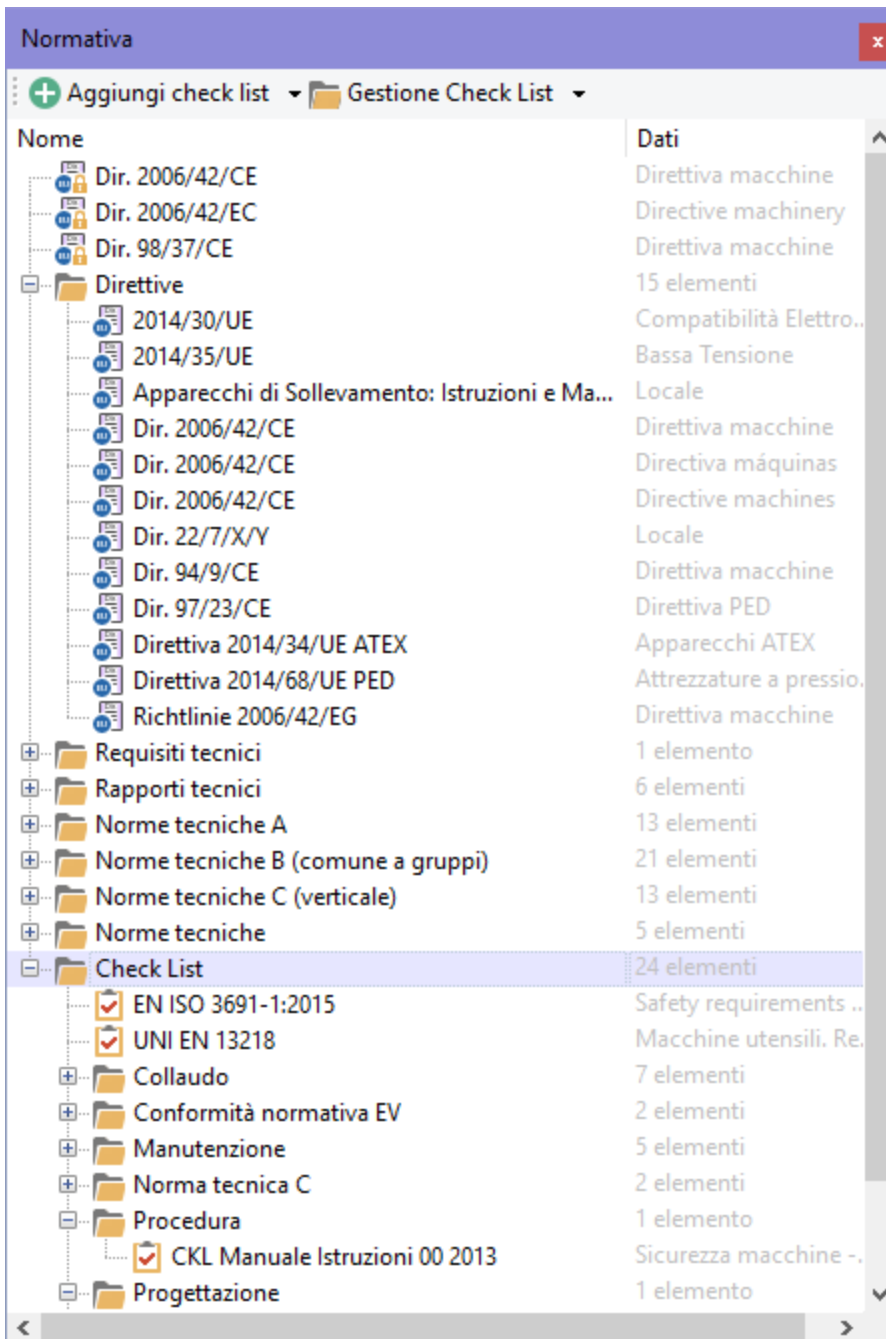 Normativa
x
Aggiungi check list Gestione Check List
Nome Dati
Dir. 2006/42/CE Direttiva macchine
Dir. 2006/42/EC Directive machinery
Dir. 98/37/CE Direttiva macchine
Direttive 15 elementi
2014/30/UE Compatibilità Elettro..
2014/35/UE Bassa Tensione
Apparecchi di Sollevamento: Istruzioni e Ma... Locale
Dir. 2006/42/CE Direttiva macchine
Dir. 2006/42/CE Directiva máquinas
Dir. 2006/42/CE Directive machines
Dir. 22/7/X/Y Locale
Dir. 94/9/CE Direttiva macchine
Dir. 97/23/CE Direttiva PED
Direttiva 2014/34/UE ATEX Apparecchi ATEX
Direttiva 2014/68/UE PED Attrezzature a pressio.
Richtlinie 2006/42/EG Direttiva macchine
Requisiti tecnici 1 elemento
Rapporti tecnici 6 elementi
Norme tecniche A 13 elementi
Norme tecniche B (comune a gruppi) 21 elementi
Norme tecniche C (verticale) 13 elementi
Norme tecniche 5 elementi
Check List 24 elementi
EN ISO 3691-1:2015 Safety requirements ..
UNI EN 13218 Macchine utensili. Re.
Collaudo 7 elementi
Conformità normativa EV 2 elementi
Manutenzione 5 elementi
Norma tecnica C 2 elementi
Procedura 1 elemento
CKL Manuale Istruzioni 00 2013 Sicurezza macchine -.
Progettazione 1 elemento